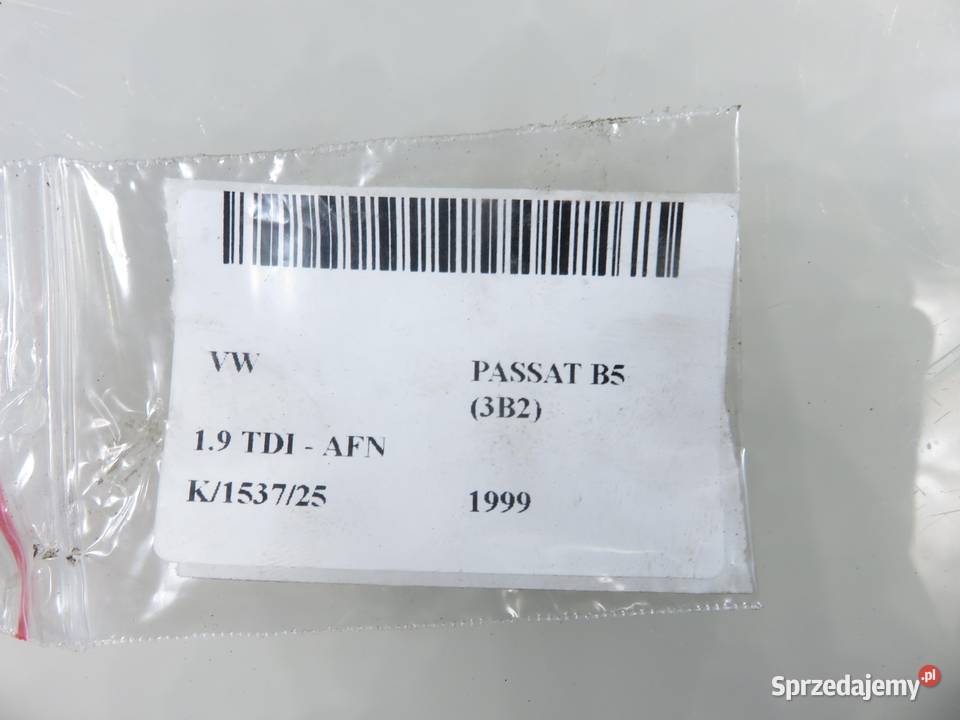 VW
PASSAT B5
(3B2)
1.9 TDI - AFN
K/1537/25
1999
Sprzedajemy.pl